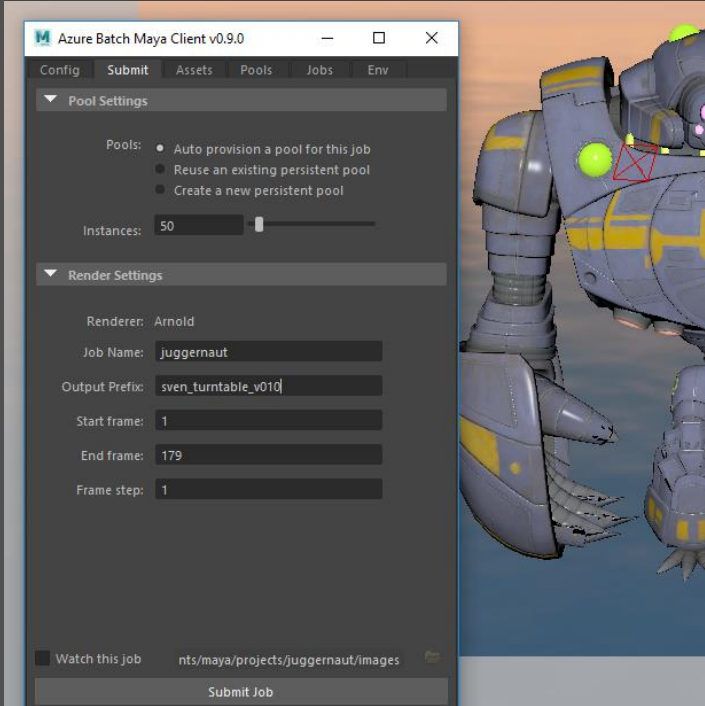 Azure Batch Maya Client v0.9.0
Config Submit Assets Pools Jobs Env
Pool Settings
Pools: Auto provision a pool for this job
Reuse an existing persistent pool
Create a new persistent pool
Instances: 50
Render Settings
Renderer: Arnold
Job Name: juggernaut
Output Prefix: sven_turntable_v010
Start frame: 1
End frame: 179
Frame step: 1
Watch this job nts/maya/projects/juggernaut/images
Submit Job